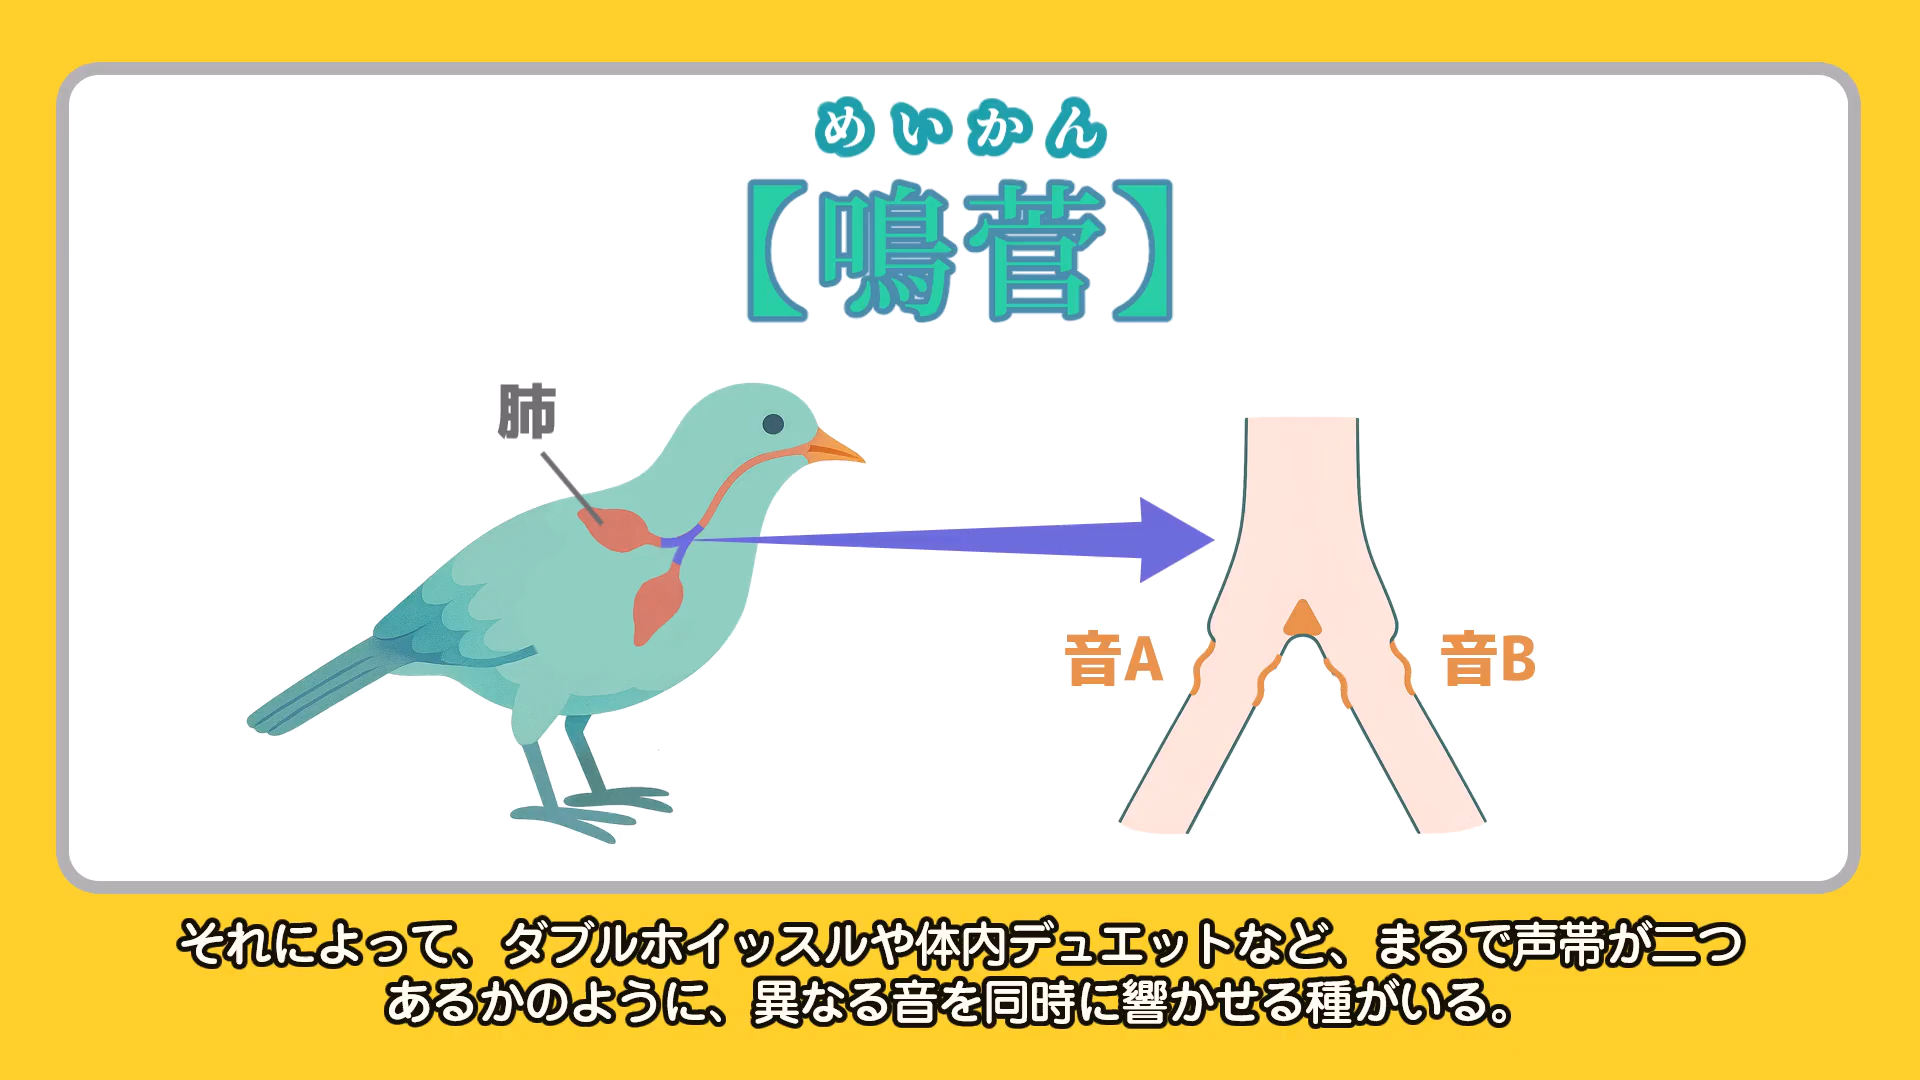 めいかん
【鳴菅】
肺
音A
音B
それによって、ダブルホイッスルや体内デュエットなど、まるで声帯が二つ
あるかのように、異なる音を同時に響かせる種がいる。